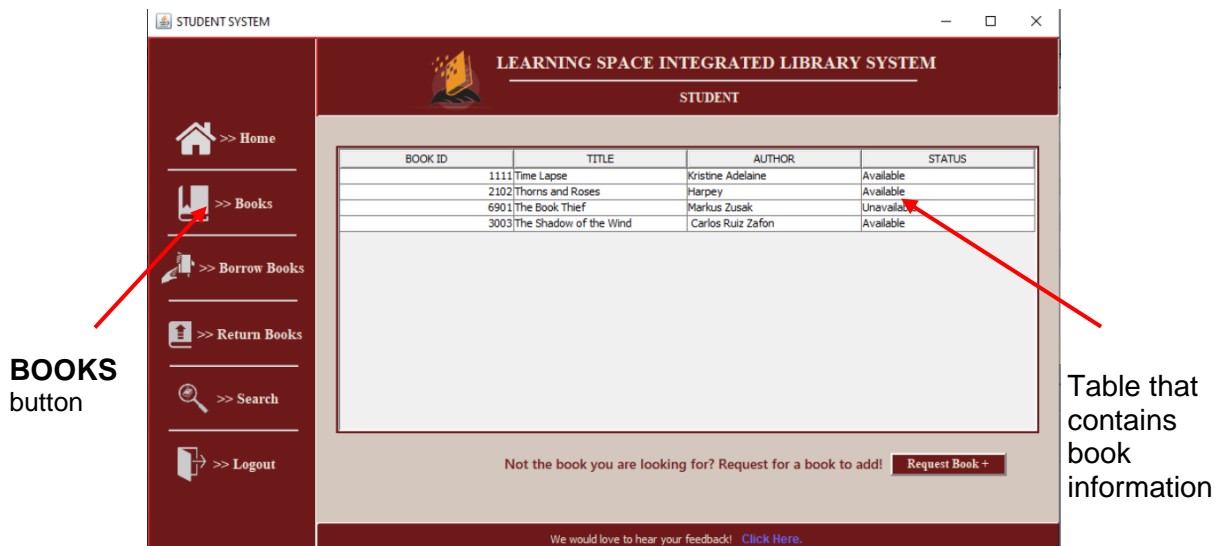 STUDENT SYSTEM
LEARNING SPACE INTEGRATED LIBRARY SYSTEM
STUDENT
>> Home
>> Books
>> Borrow Books
>> Return Books
>> Search
>> Logout
BOOK ID TITLE AUTHOR STATUS
1111 Time Lapse Kristine Adelaine Available
2102 Thorns and Roses Harpey Available
6901 The Book Thief Markus Zusak Unavailable
3003 The Shadow of the Wind Carlos Ruiz Zafon Available
Not the book you are looking for? Request for a book to add! Request Book +
We would love to hear your feedback! Click Here.
BOOKS
button
Table that
contains
book
information